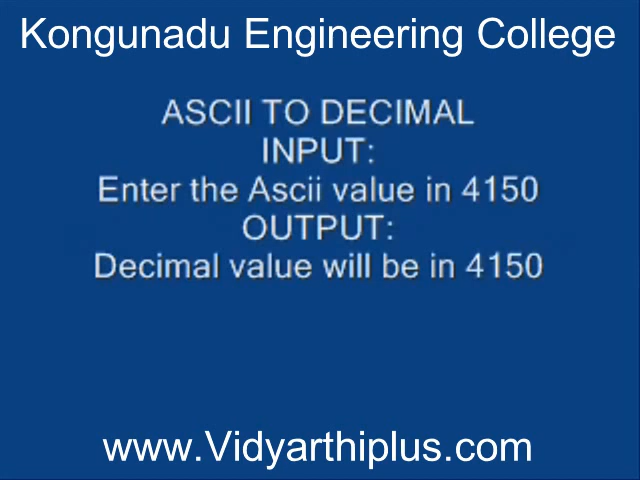 Kongunadu Engineering College
ASCII TO DECIMAL
INPUT:
Enter the Ascii value in 4150
OUTPUT:
Decimal value will be in 4150
www.Vidyarthiplus.com